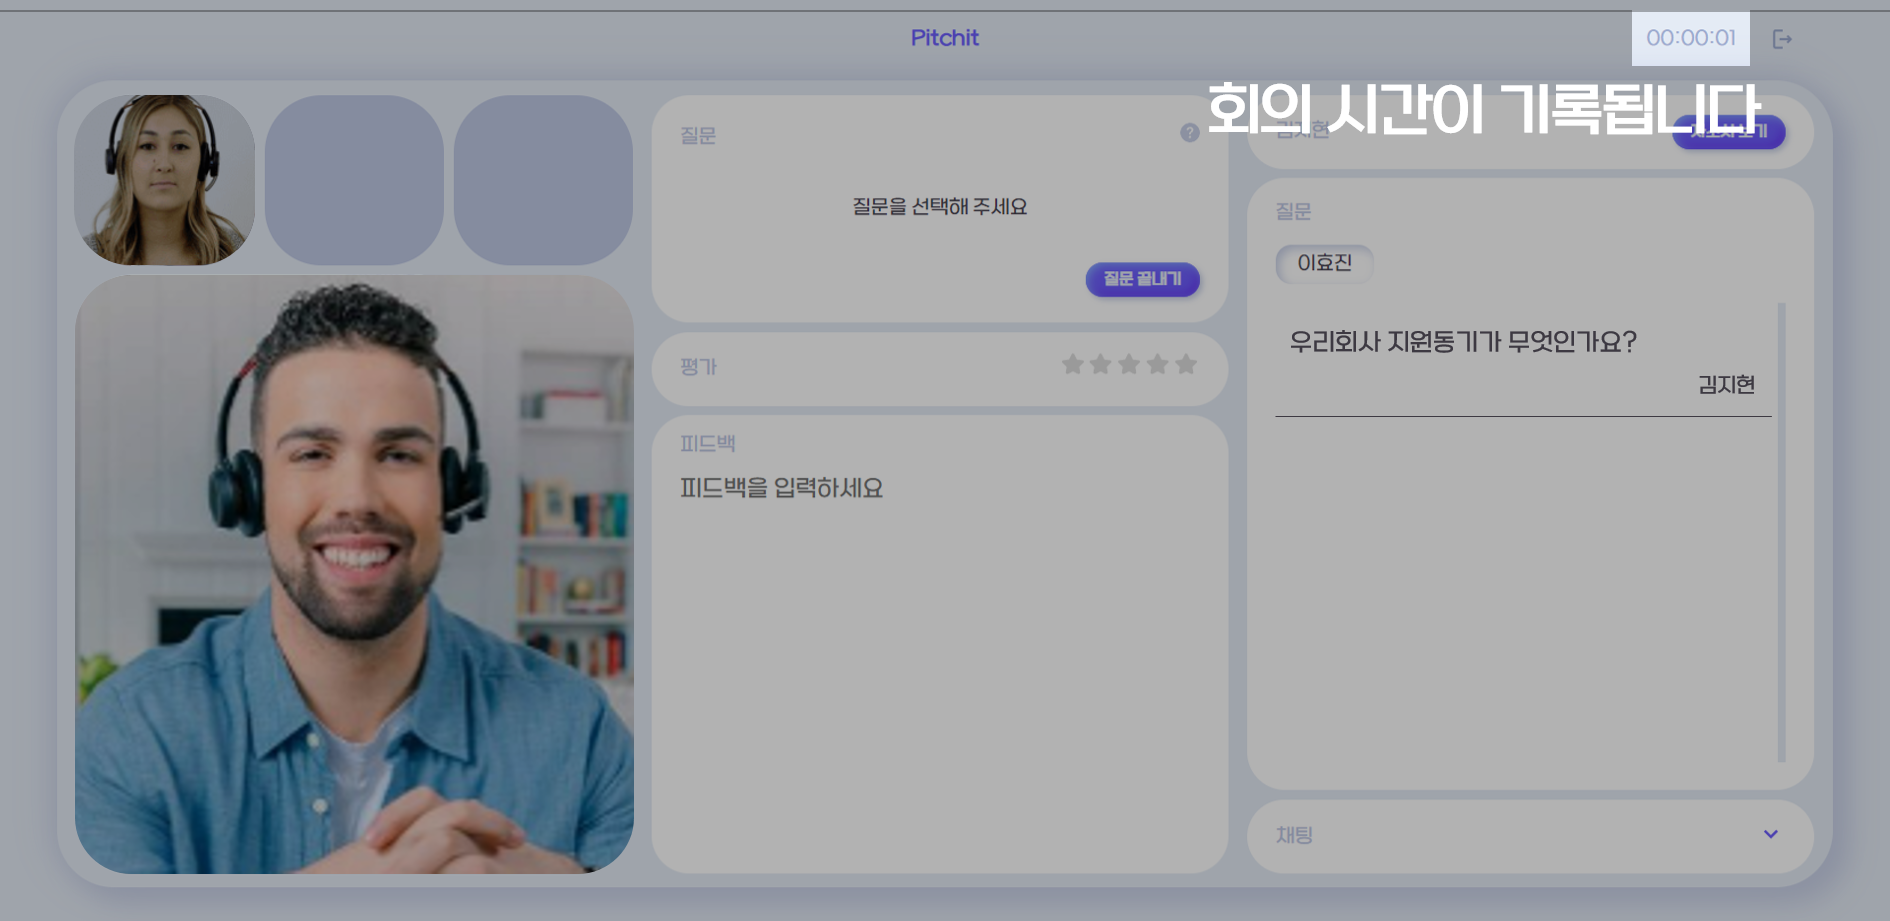 Pitchit
00:00:01
회의 시간이 기록됩니다
질문
질문을 선택해 주세요
질문 끝내기
평가
피드백
피드백을 입력하세요
김지현
질문
이효진
우리회사 지원동기가 무엇인가요?
김지현
채팅